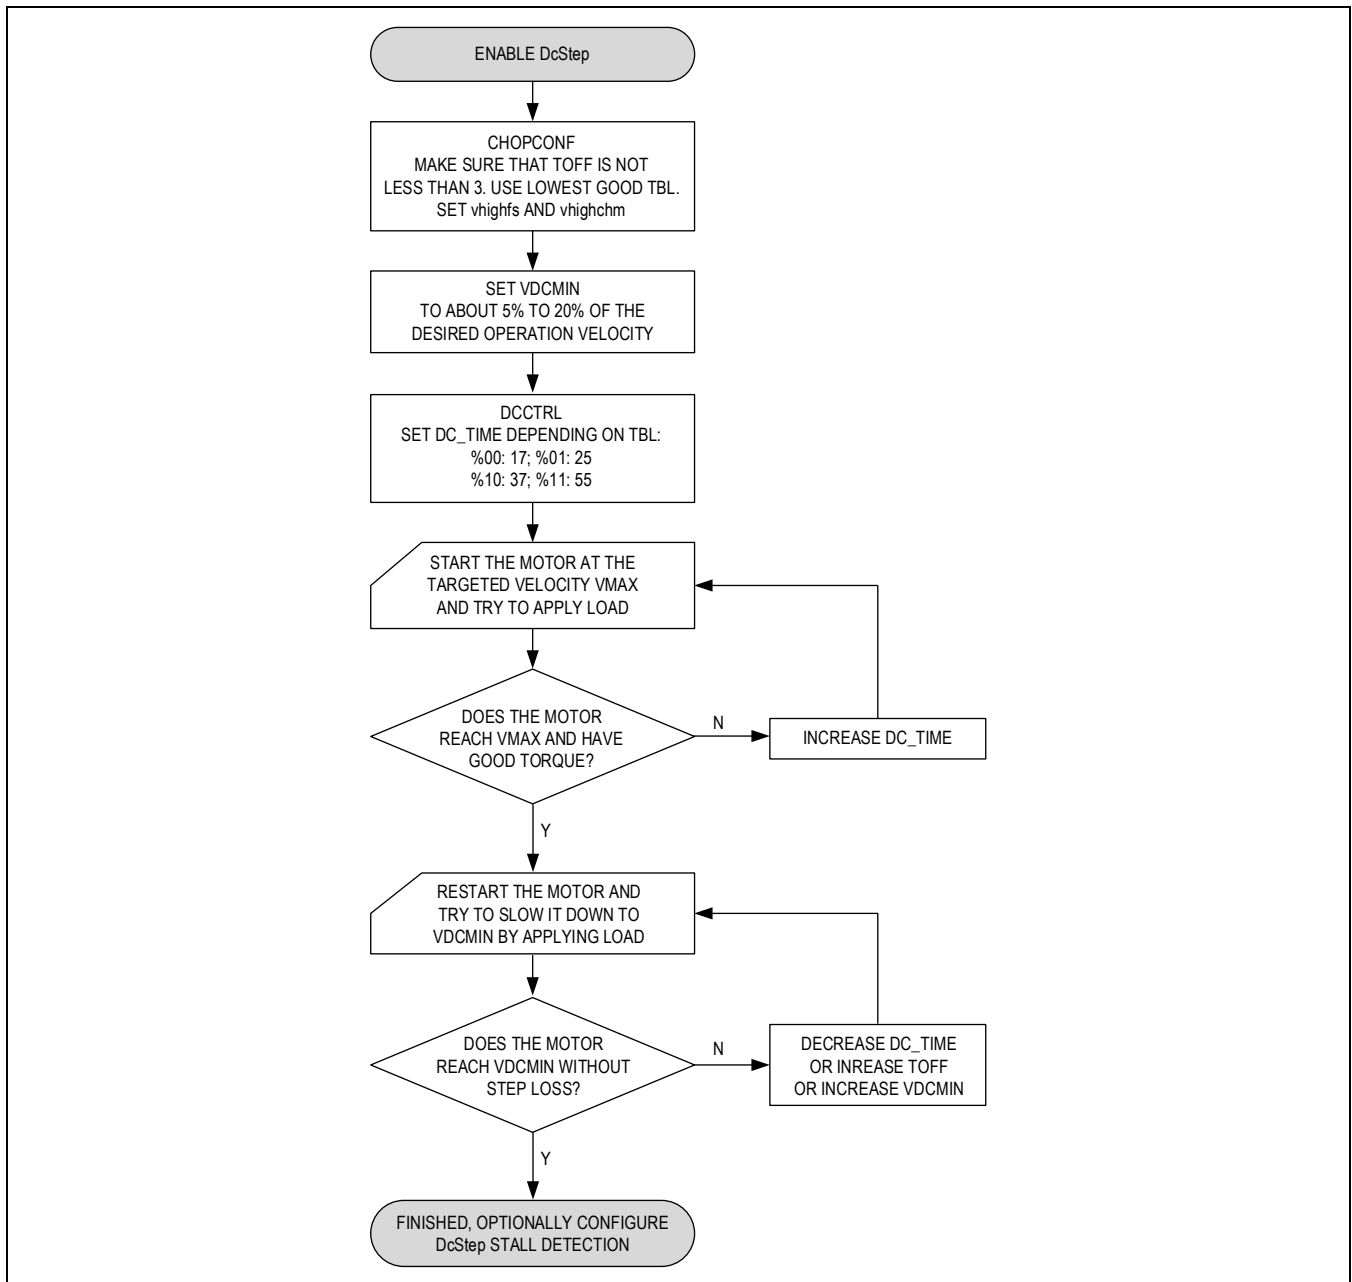 ENABLE DcStep
CHOPCONF
MAKE SURE THAT TOFF IS NOT
LESS THAN 3. USE LOWEST GOOD TBL.
SET vhighfs AND vhighchm
SET VDCMIN
TO ABOUT 5% TO 20% OF THE
DESIRED OPERATION VELOCITY
DCCTRL
SET DC_TIME DEPENDING ON TBL:
%00: 17; %01: 25
%10: 37; %11: 55
START THE MOTOR AT THE
TARGETED VELOCITY VMAX
AND TRY TO APPLY LOAD
DOES THE MOTOR
REACH VMAX AND HAVE
GOOD TORQUE?
N
INCREASE DC_TIME
Y
RESTART THE MOTOR AND
TRY TO SLOW IT DOWN TO
VDCMIN BY APPLYING LOAD
DOES THE MOTOR
REACH VDCMIN WITHOUT
STEP LOSS?
N
DECREASE DC_TIME
OR INREASE TOFF
OR INCREASE VDCMIN
Y
FINISHED, OPTIONALLY CONFIGURE
DcStep STALL DETECTION